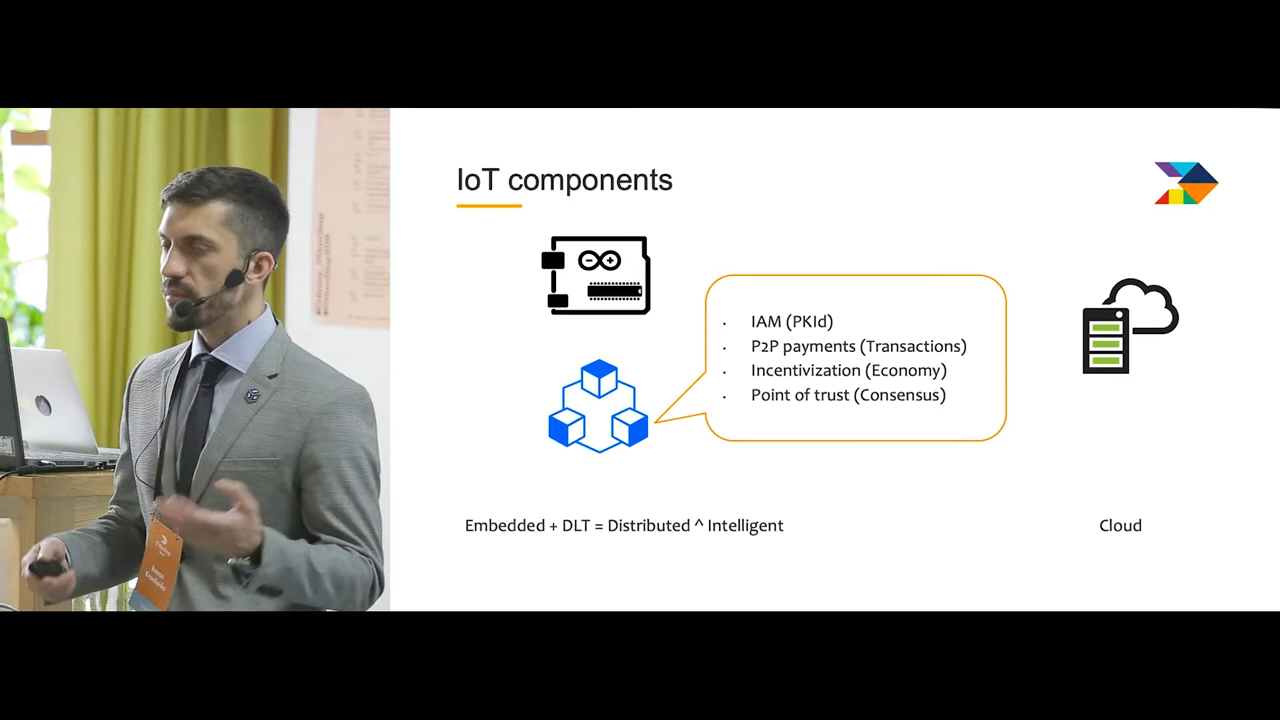 IoT components
IAM (PKId)
P2P payments (Transactions)
Incentivization (Economy)
Point of trust (Consensus)
Embedded + DLT = Distributed ^ Intelligent
Cloud